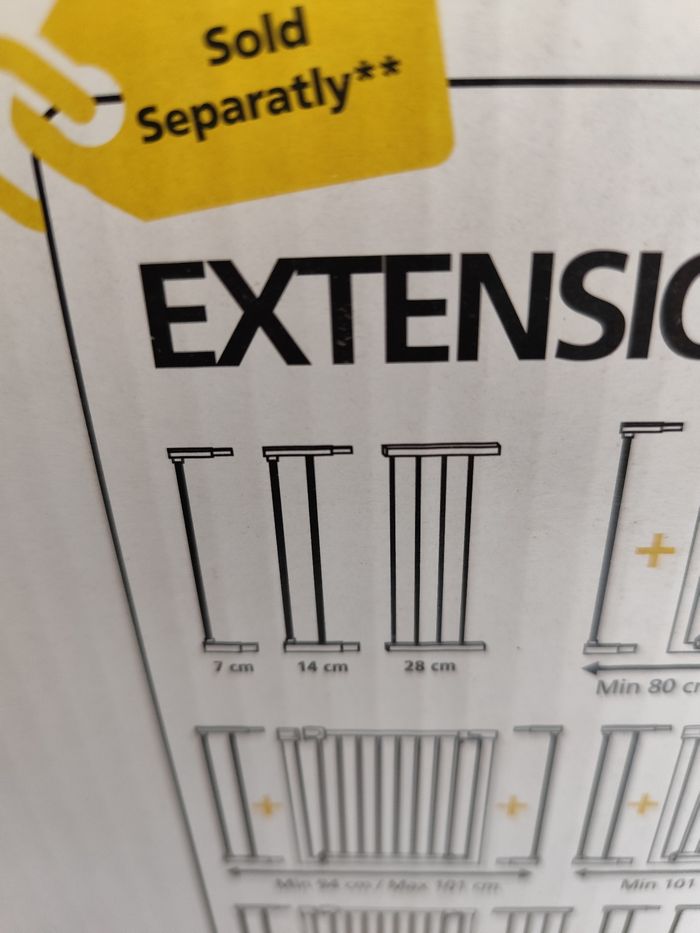 Sold
Separatly**
EXTENSIO
7 cm 14 cm 28 cm
Min 80 c
Min 94 cm / Max 101 cm
Min 101